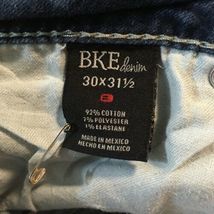 BKE denim
30X31½
92% COTTON
7% POLYESTER
1% ELASTANE
MADE IN MEXICO
HECHO EN MEXICO